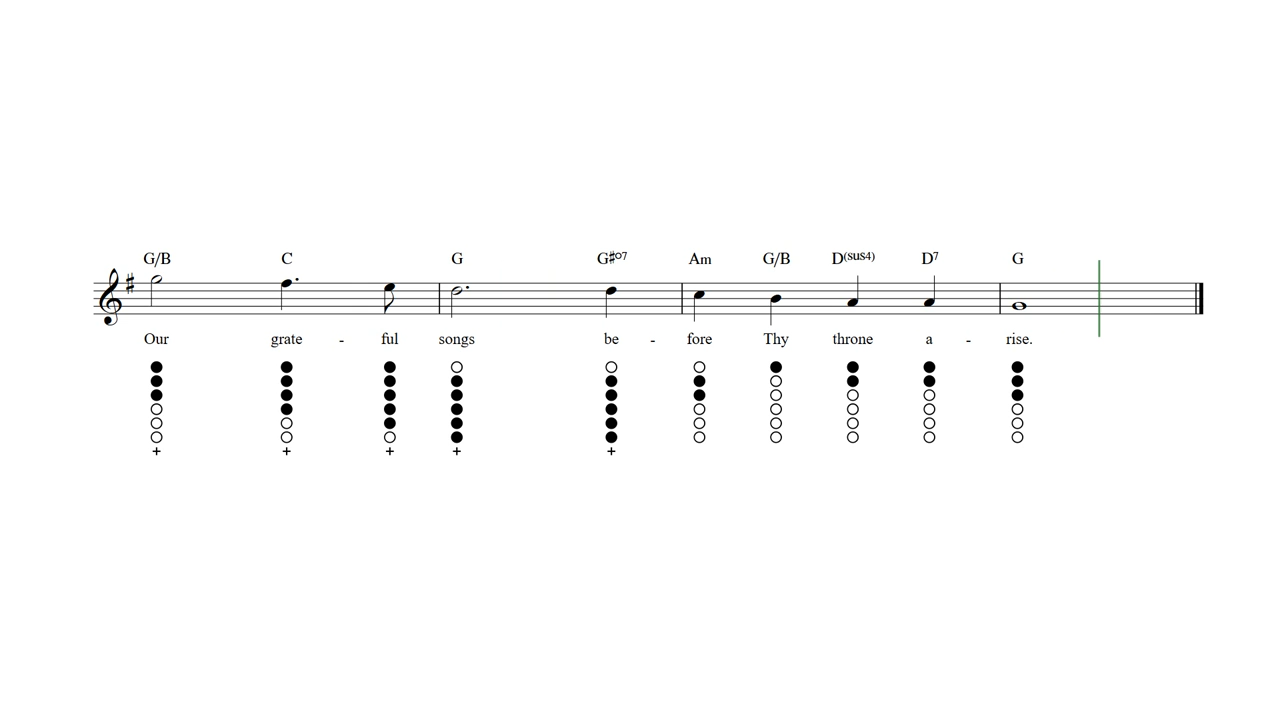 G/B C G G♯o7 Am G/B D(sus4) D7 G
Our grate - ful songs be - fore Thy throne a - rise.
+ + + + +